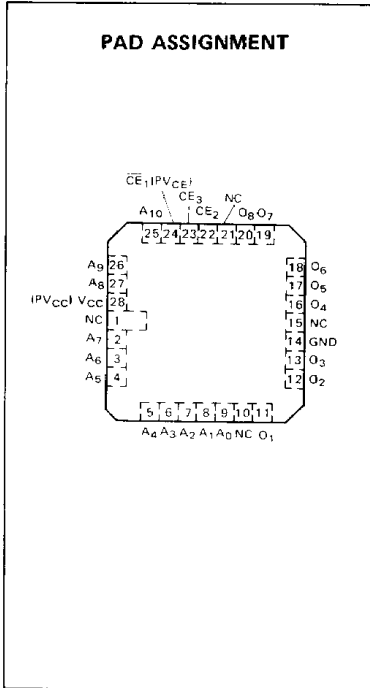 PAD ASSIGNMENT
CE₁(PVCE)
CE₃ NC
A₁₀ CE₂ O₈ O₇
25 24 23 22 21 20 19
A₉ 26
A₈ 27
(PVCC) VCC 28
NC 1
A₇ 2
A₆ 3
A₅ 4
18 O₆
17 O₅
16 O₄
15 NC
14 GND
13 O₃
12 O₂
5 6 7 8 9 10 11
A₄ A₃ A₂ A₁ A₀ NC O₁